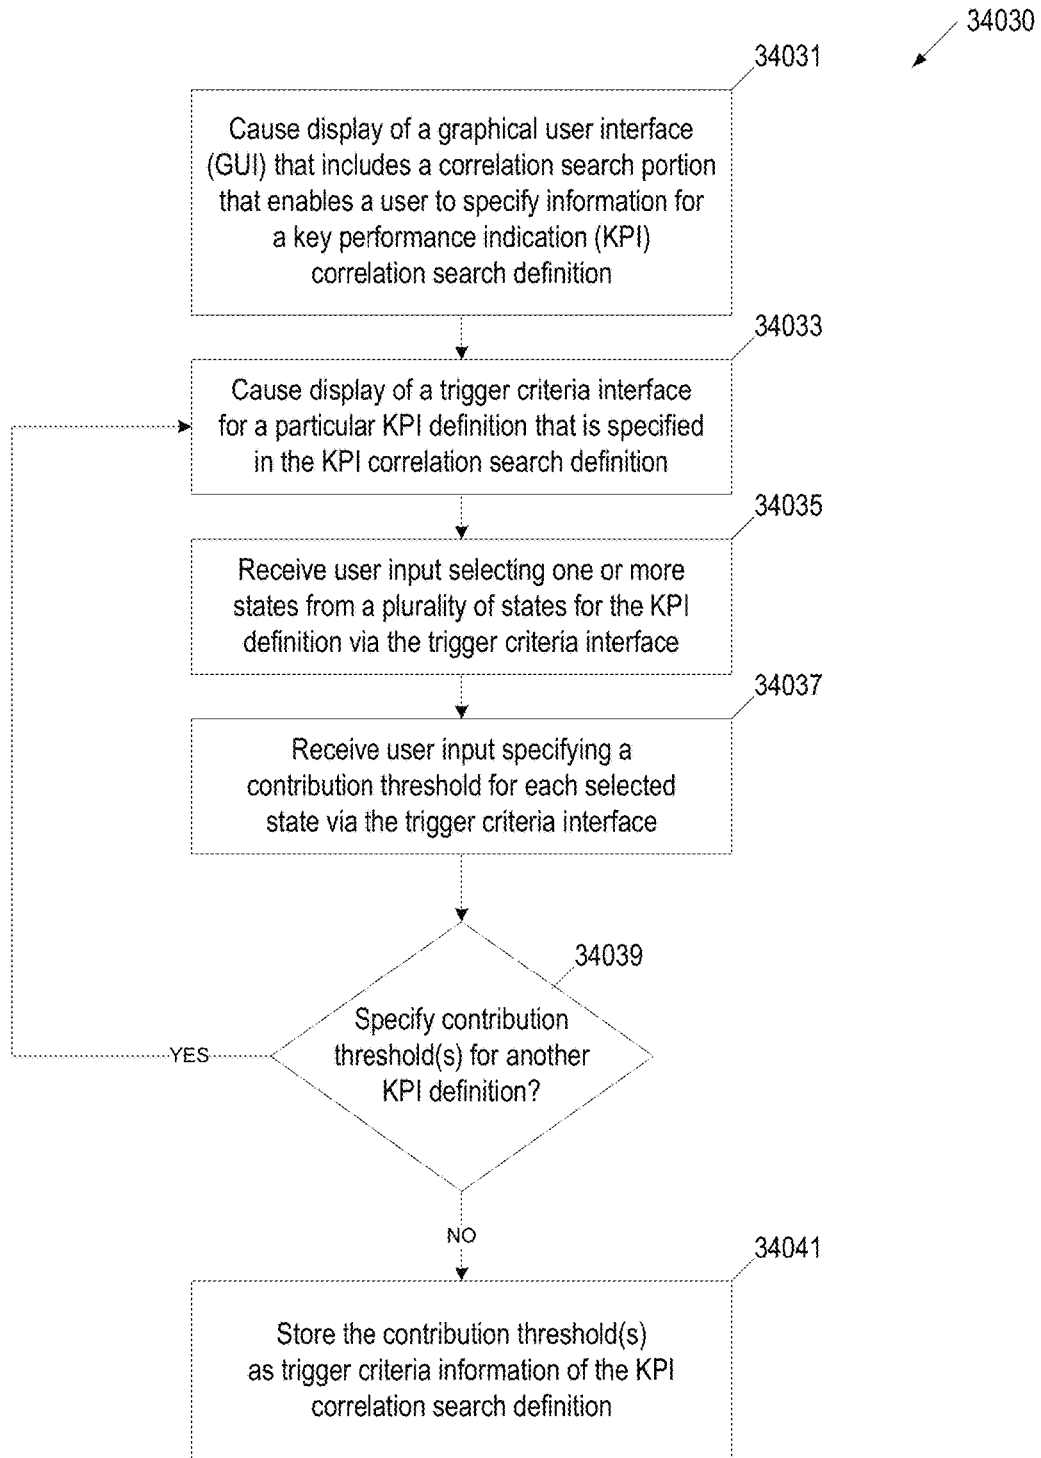 34030
34031
Cause display of a graphical user interface
(GUI) that includes a correlation search portion
that enables a user to specify information for
a key performance indication (KPI)
correlation search definition
34033
Cause display of a trigger criteria interface
for a particular KPI definition that is specified
in the KPI correlation search definition
34035
Receive user input selecting one or more
states from a plurality of states for the KPI
definition via the trigger criteria interface
34037
Receive user input specifying a
contribution threshold for each selected
state via the trigger criteria interface
34039
Specify contribution
threshold(s) for another
KPI definition?
YES
NO
34041
Store the contribution threshold(s)
as trigger criteria information of the KPI
correlation search definition